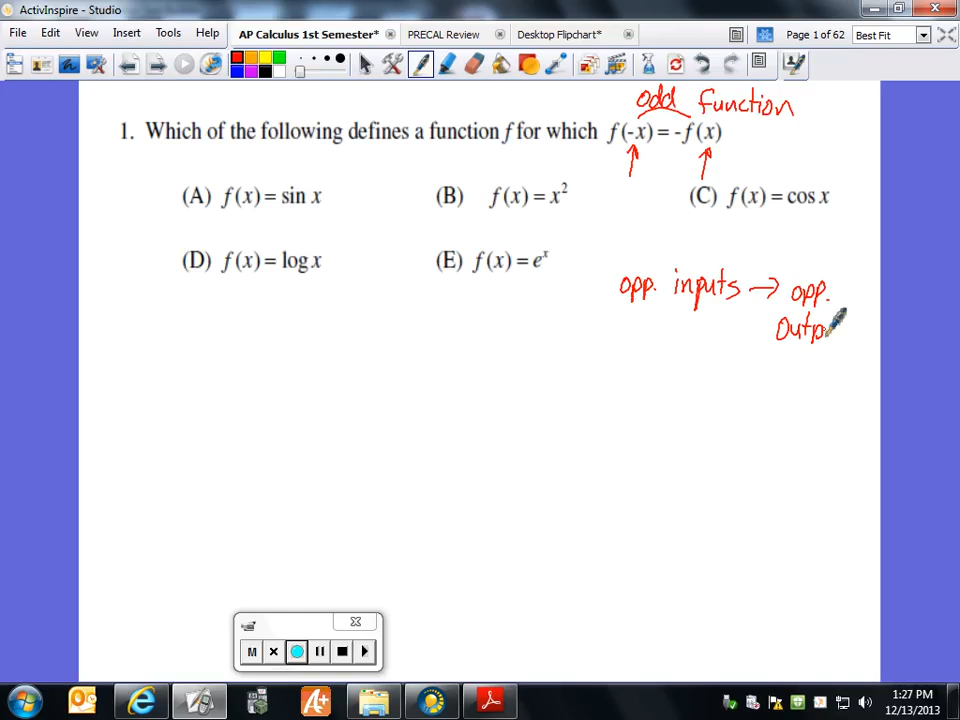 ActivInspire - Studio
File Edit View Insert Tools Help
AP Calculus 1st Semester* PRECAL Review Desktop Flipchart* Page 1 of 62 Best Fit
odd function
1. Which of the following defines a function f for which f(-x) = -f(x)
(A) f(x) = sin x (B) f(x) = x² (C) f(x) = cos x
(D) f(x) = log x (E) f(x) = eˣ
opp. inputs → opp.
Outp
M
A+
1:27 PM
12/13/2013